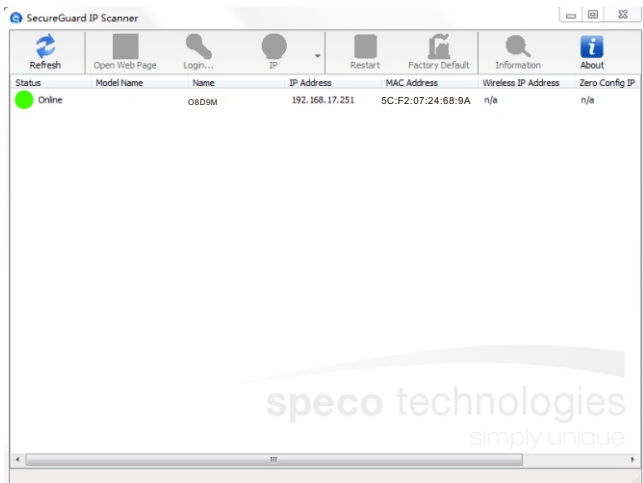 SecureGuard IP Scanner
Refresh Open Web Page Login... IP Restart Factory Default Information About
Status Model Name Name IP Address MAC Address Wireless IP Address Zero Config IP
Online O8D9M 192.168.17.251 5C:F2:07:24:68:9A n/a n/a
speco technologies
simply unique